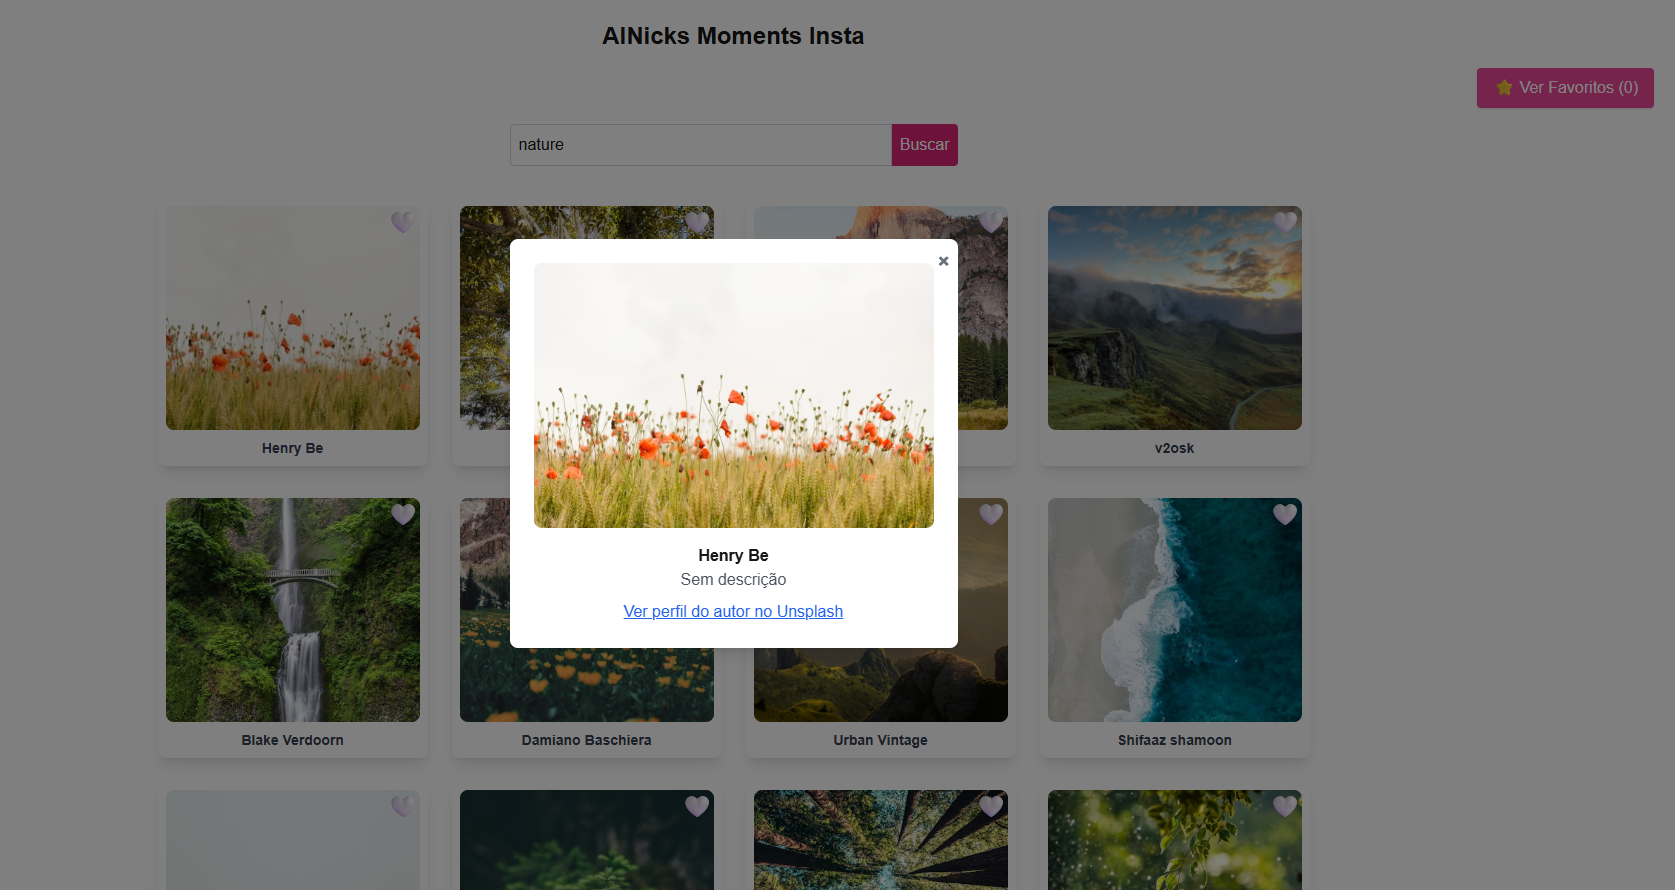 AINicks Moments Insta
⭐ Ver Favoritos (0)
nature
Buscar
×
Henry Be
Sem descrição
Ver perfil do autor no Unsplash
Henry Be
v2osk
Blake Verdoorn
Damiano Baschiera
Urban Vintage
Shifaaz shamoon